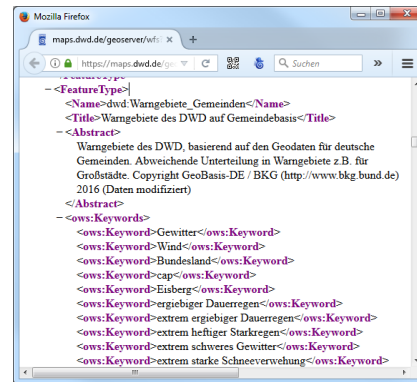 Mozilla Firefox
maps.dwd.de/geoserver/wfs
https://maps.dwd.de/ge
Suchen
FeatureType
<FeatureType>
<Name>dwd:Warngebiete_Gemeinden</Name>
<Title>Warngebiete des DWD auf Gemeindebasis</Title>
<Abstract>
Warngebiete des DWD, basierend auf den Geodaten für deutsche
Gemeinden. Abweichende Unterteilung in Warngebiete z.B. für
Großstädte. Copyright GeoBasis-DE / BKG (http://www.bkg.bund.de)
2016 (Daten modifiziert)
</Abstract>
<ows:Keywords>
<ows:Keyword>Gewitter</ows:Keyword>
<ows:Keyword>Wind</ows:Keyword>
<ows:Keyword>Bundesland</ows:Keyword>
<ows:Keyword>cap</ows:Keyword>
<ows:Keyword>Eisberg</ows:Keyword>
<ows:Keyword>ergiebiger Dauerregen</ows:Keyword>
<ows:Keyword>extrem ergiebiger Dauerregen</ows:Keyword>
<ows:Keyword>extrem heftiger Starkregen</ows:Keyword>
<ows:Keyword>extrem schweres Gewitter</ows:Keyword>
<ows:Keyword>extrem starke Schneeverwehung</ows:Keyword>